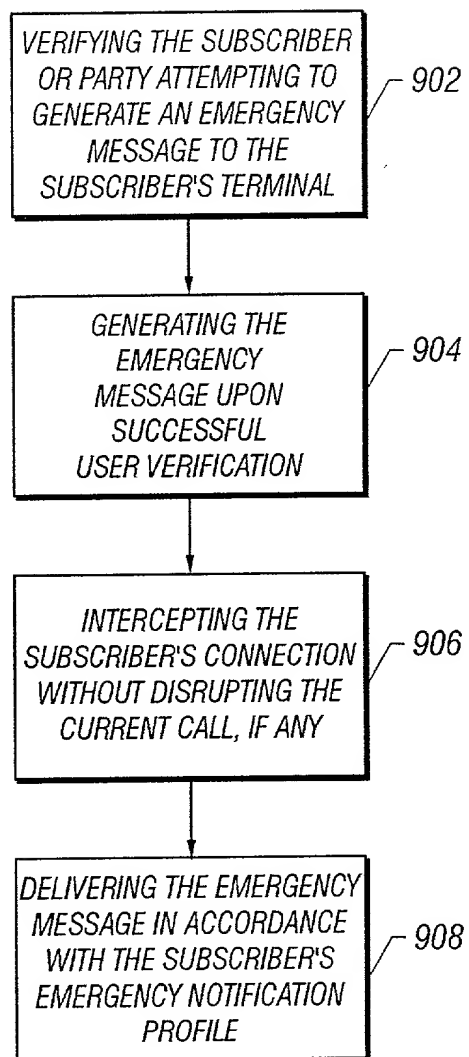 VERIFYING THE SUBSCRIBER
OR PARTY ATTEMPTING TO
GENERATE AN EMERGENCY
MESSAGE TO THE
SUBSCRIBER'S TERMINAL
902
GENERATING THE
EMERGENCY
MESSAGE UPON
SUCCESSFUL
USER VERIFICATION
904
INTERCEPTING THE
SUBSCRIBER'S CONNECTION
WITHOUT DISRUPTING THE
CURRENT CALL, IF ANY
906
DELIVERING THE EMERGENCY
MESSAGE IN ACCORDANCE
WITH THE SUBSCRIBER'S
EMERGENCY NOTIFICATION
PROFILE
908